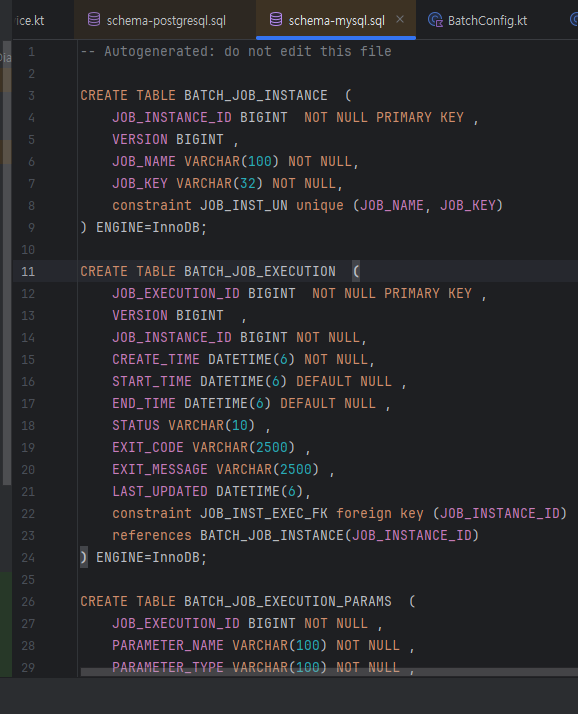 ice.kt schema-postgresql.sql schema-mysql.sql × BatchConfig.kt
1 -- Autogenerated: do not edit this file
2
3 CREATE TABLE BATCH_JOB_INSTANCE  (
4     JOB_INSTANCE_ID BIGINT  NOT NULL PRIMARY KEY ,
5     VERSION BIGINT ,
6     JOB_NAME VARCHAR(100) NOT NULL,
7     JOB_KEY VARCHAR(32) NOT NULL,
8     constraint JOB_INST_UN unique (JOB_NAME, JOB_KEY)
9 ) ENGINE=InnoDB;
10
11 CREATE TABLE BATCH_JOB_EXECUTION  (
12     JOB_EXECUTION_ID BIGINT  NOT NULL PRIMARY KEY ,
13     VERSION BIGINT  ,
14     JOB_INSTANCE_ID BIGINT NOT NULL,
15     CREATE_TIME DATETIME(6) NOT NULL,
16     START_TIME DATETIME(6) DEFAULT NULL ,
17     END_TIME DATETIME(6) DEFAULT NULL ,
18     STATUS VARCHAR(10) ,
19     EXIT_CODE VARCHAR(2500) ,
20     EXIT_MESSAGE VARCHAR(2500) ,
21     LAST_UPDATED DATETIME(6),
22     constraint JOB_INST_EXEC_FK foreign key (JOB_INSTANCE_ID)
23     references BATCH_JOB_INSTANCE(JOB_INSTANCE_ID)
24 ) ENGINE=InnoDB;
25
26 CREATE TABLE BATCH_JOB_EXECUTION_PARAMS  (
27     JOB_EXECUTION_ID BIGINT NOT NULL ,
28     PARAMETER_NAME VARCHAR(100) NOT NULL ,
29     PARAMETER_TYPE VARCHAR(100) NOT NULL ,